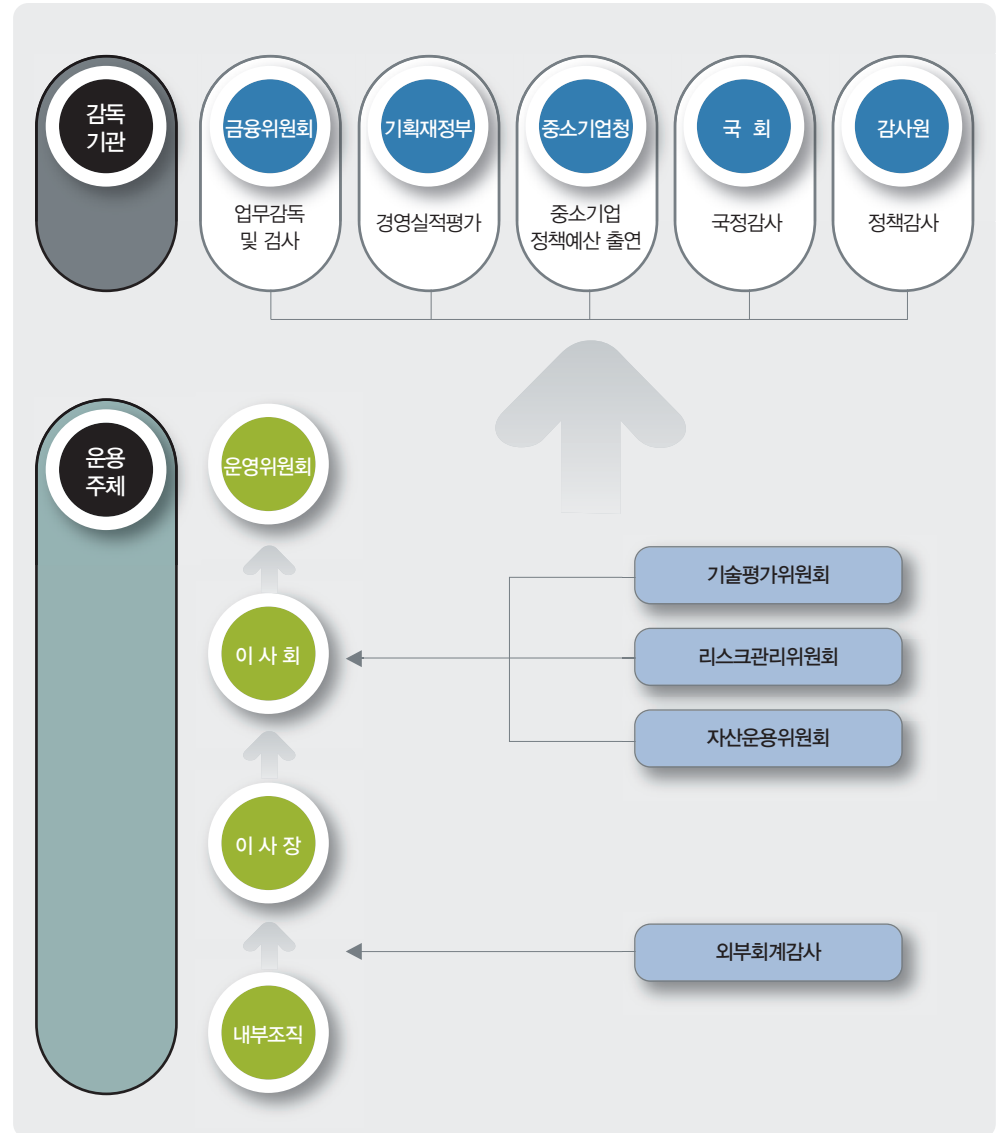 감독
기관
금융위원회
업무감독
및 검사
기획재정부
경영실적평가
중소기업청
중소기업
정책예산 출연
국 회
국정감사
감사원
정책감사
운용
주체
운영위원회
이 사 회
이 사 장
내부조직
기술평가위원회
리스크관리위원회
자산운용위원회
외부회계감사